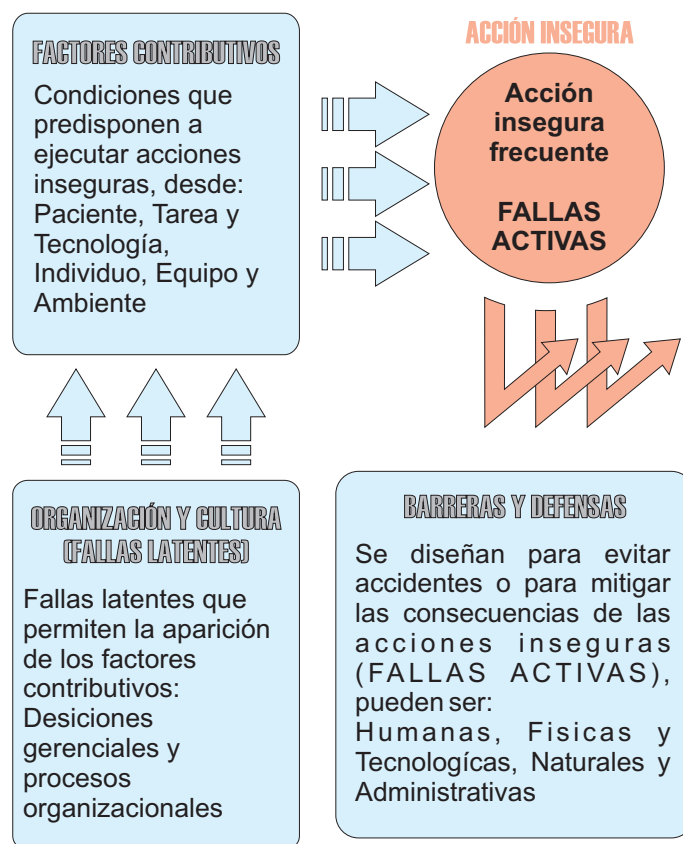 FACTORES CONTRIBUTIVOS
Condiciones que
predisponen a
ejecutar acciones
inseguras, desde:
Paciente, Tarea y
Tecnología,
Individuo, Equipo y
Ambiente
ACCIÓN INSEGURA
Acción
insegura
frecuente
FALLAS
ACTIVAS
ORGANIZACIÓN Y CULTURA
(FALLAS LATENTES)
Fallas latentes que
permiten la aparición
de los factores
contributivos:
Desiciones
gerenciales y
procesos
organizacionales
BARRERAS Y DEFENSAS
Se diseñan para evitar
accidentes o para mitigar
las consecuencias de las
acciones inseguras
(FALLAS ACTIVAS),
pueden ser:
Humanas, Fisicas y
Tecnologícas, Naturales y
Administrativas